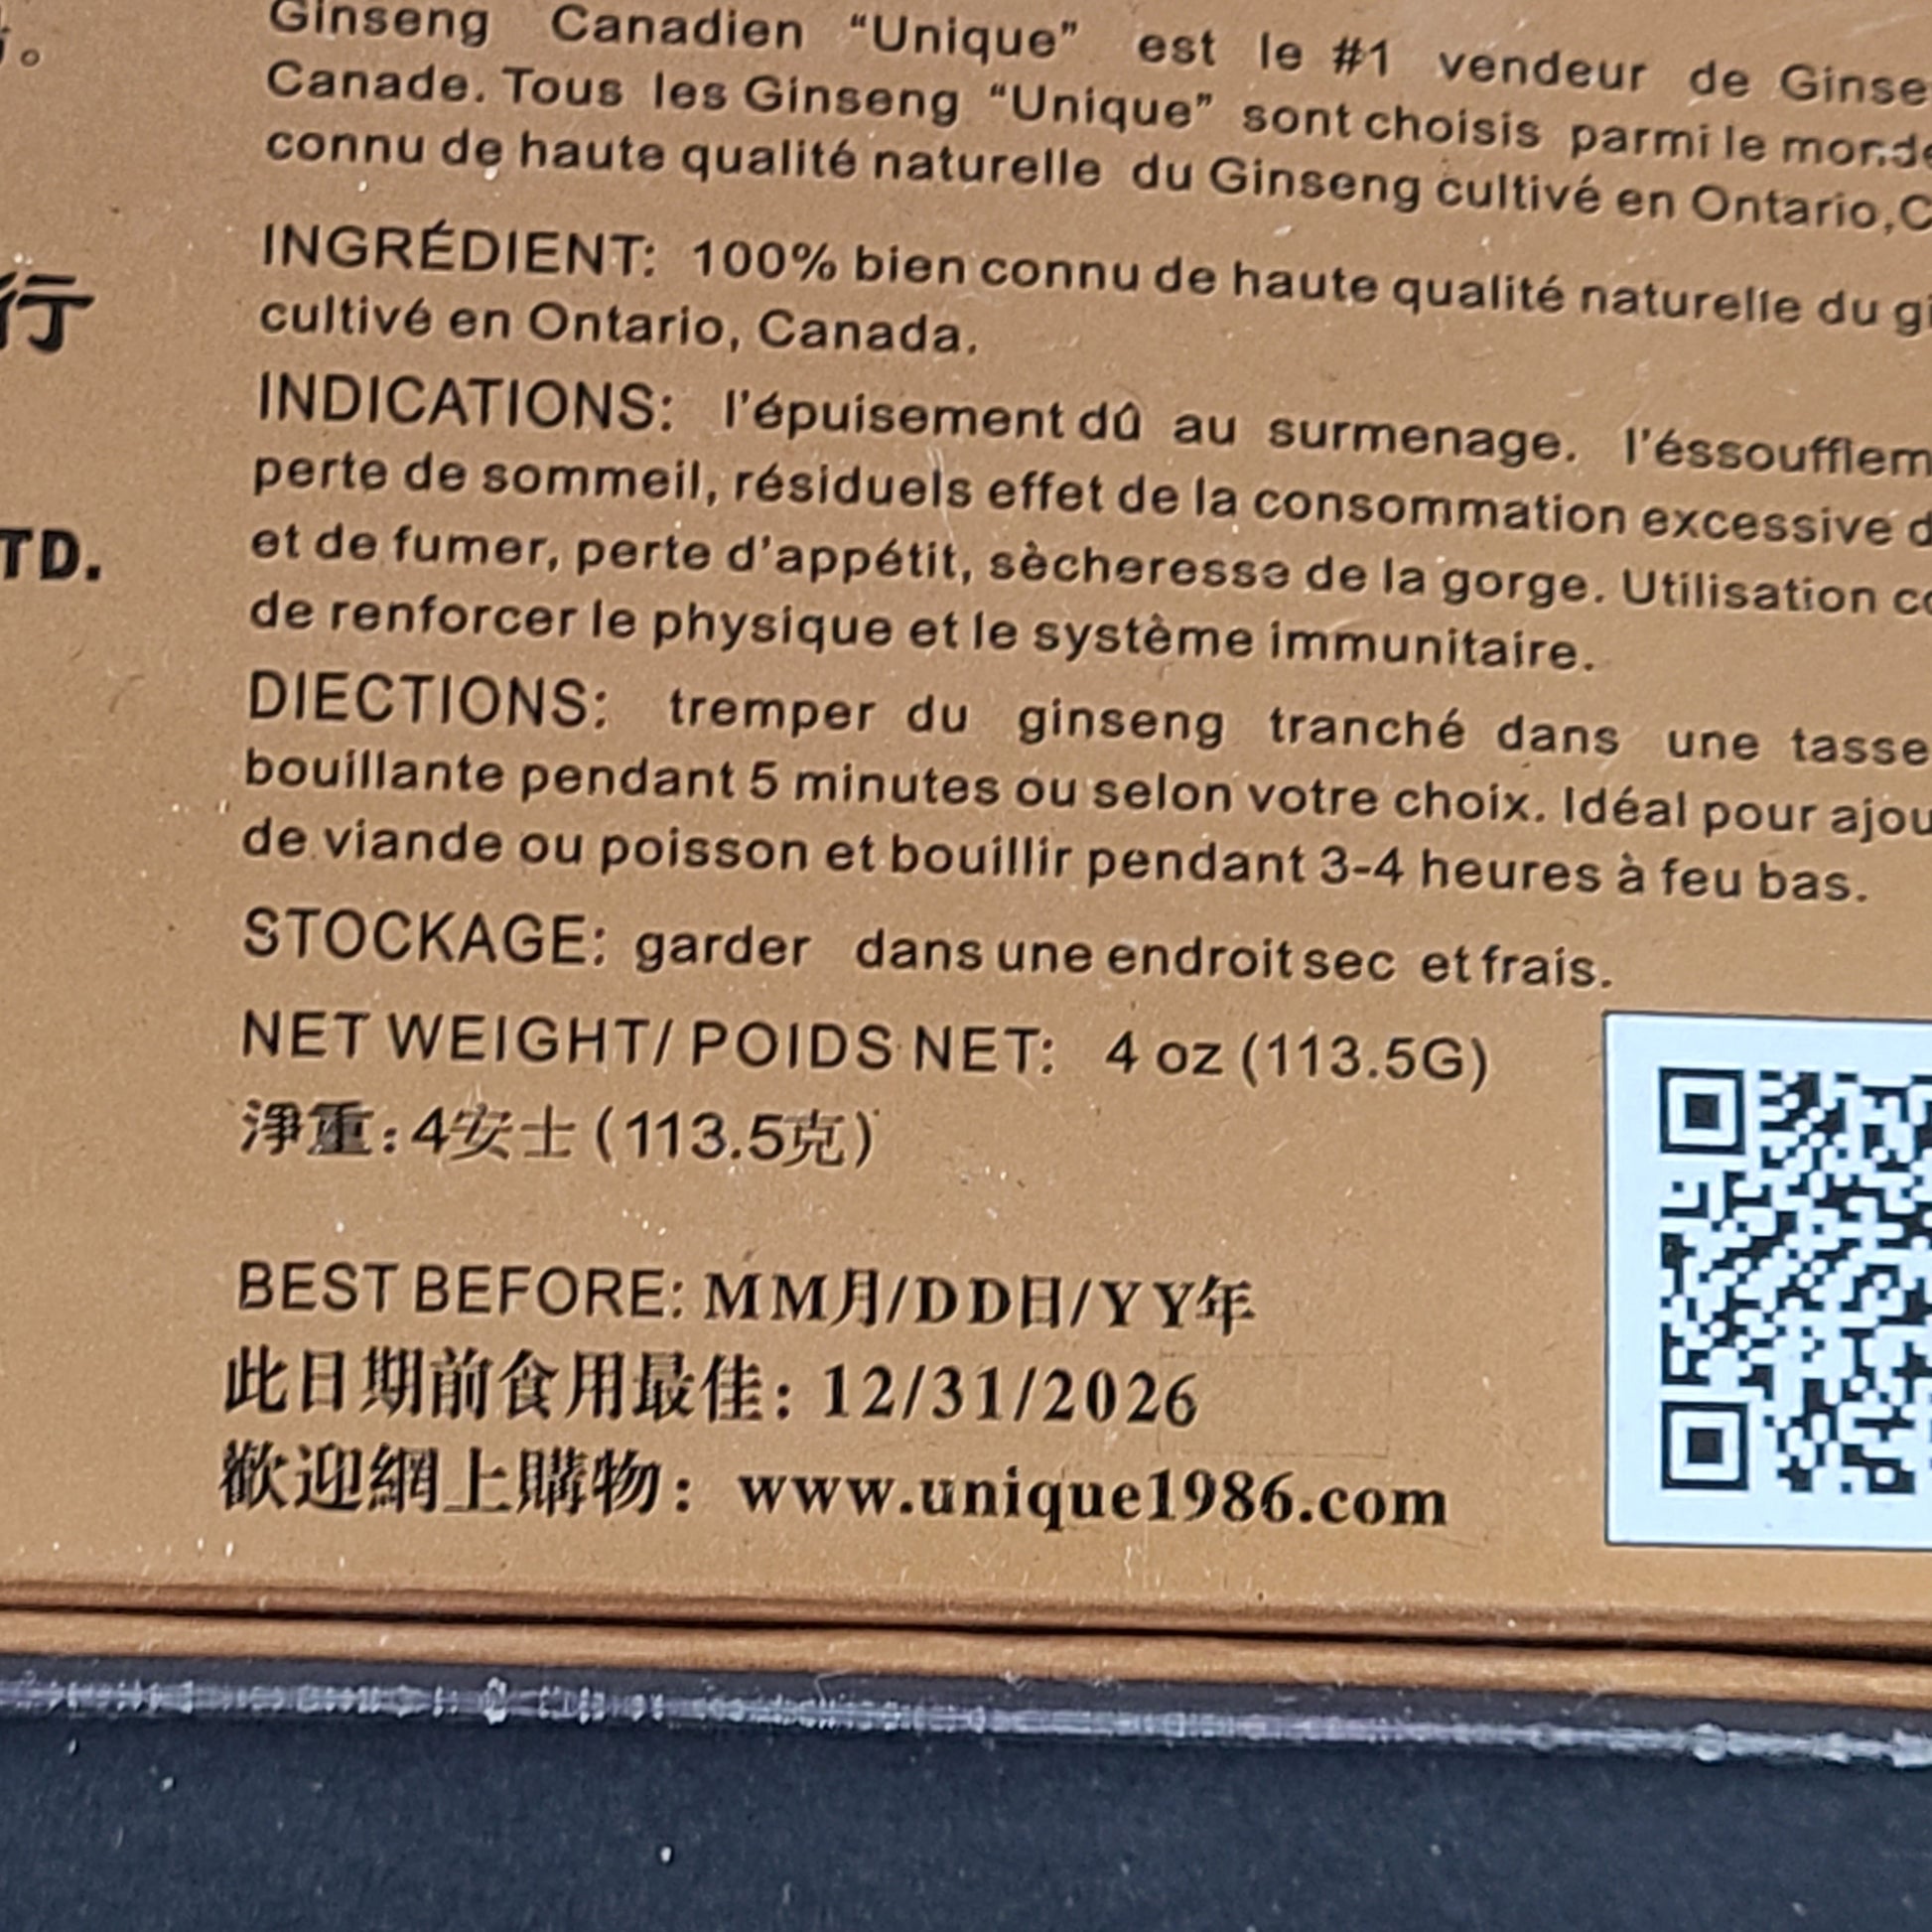 。
Ginseng Canadien “Unique” est le #1 vendeur de Ginse
Canade. Tous les Ginseng “Unique” sont choisis parmi le monde
connu de haute qualité naturelle du Ginseng cultivé en Ontario,C
行
INGRÉDIENT: 100% bien connu de haute qualité naturelle du gi
cultivé en Ontario, Canada.
INDICATIONS: l'épuisement dû au surmenage. l'éssoufflem
perte de sommeil, résiduels effet de la consommation excessive d
TD.
et de fumer, perte d'appétit, sècheresse de la gorge. Utilisation co
de renforcer le physique et le système immunitaire.
DIECTIONS: tremper du ginseng tranché dans une tasse
bouillante pendant 5 minutes ou selon votre choix. Idéal pour ajou
de viande ou poisson et bouillir pendant 3-4 heures à feu bas.
STOCKAGE: garder dans une endroit sec et frais.
NET WEIGHT/ POIDS NET: 4 oz (113.5G)
淨重:4安士(113.5克)
BEST BEFORE: MM月/DD日/YY年
此日期前食用最佳: 12/31/2026
歡迎網上購物: www.unique1986.com